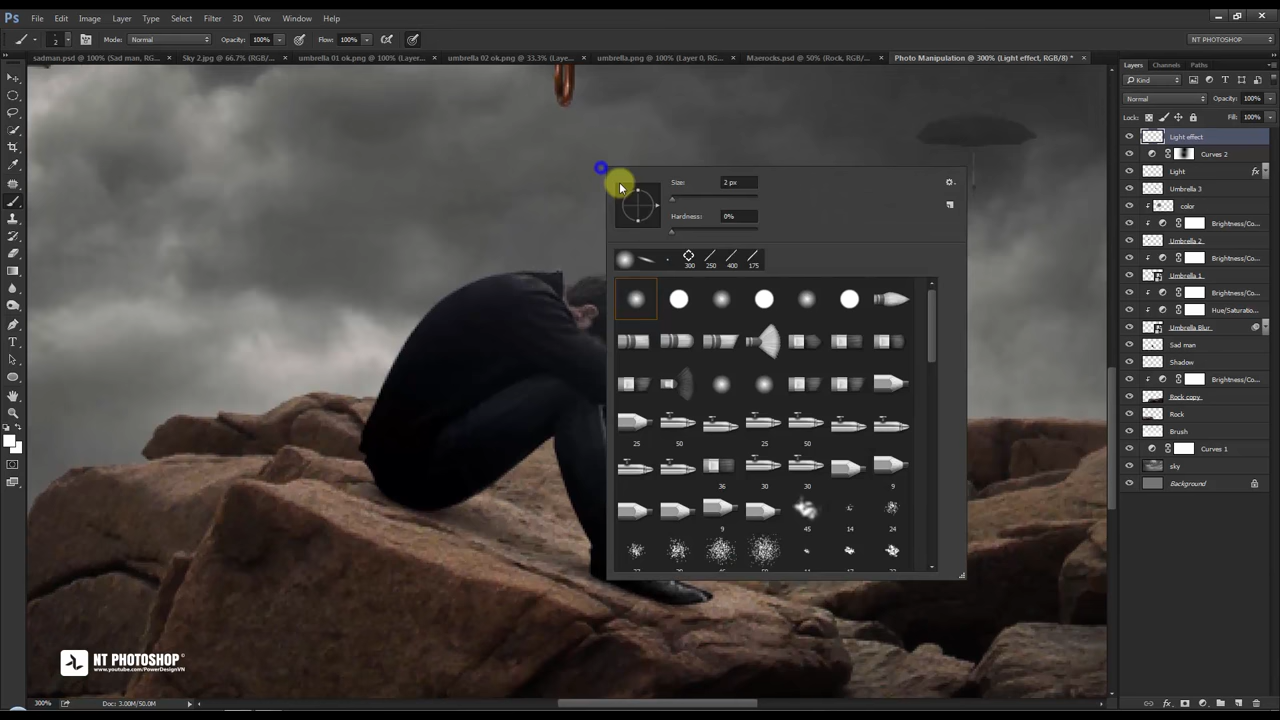 Ps File Edit Image Layer Type Select Filter 3D View Window Help
2 Mode: Normal Opacity: 100% Flow: 100% NT PHOTOSHOP
sadman.psd @ 100% (Sad man, RG... × Sky 2.jpg @ 66.7% (RGB/... × umbrella 01 ok.png @ 100% (Layer... × umbrella 02 ok.png @ 33.3% (Laye... × umbrella.png @ 100% (Layer 0, RG... × Maerocks.psd @ 50% (Rock, RGB/... × Photo Manipulation @ 300% (Light effect, RGB/8) * ×
Layers Channels Paths
Kind
Normal Opacity: 100%
Lock: Fill: 100%
Light effect
Curves 2
Light fx
Umbrella 3
color
Brightness/Co...
Umbrella 2
Brightness/Co...
Umbrella 1
Brightness/Co...
Hue/Saturatio...
Umbrella Blur
Sad man
Shadow
Brightness/Co...
Rock copy
Rock
Brush
Curves 1
sky
Background
Size: 2 px
Hardness: 0%
300 250 400 175
25 50 25 50
36 30 30 9
9 45 14 24
NT PHOTOSHOP
www.youtube.com/PowerDesignVN
300% Doc: 3.00M/50.0M